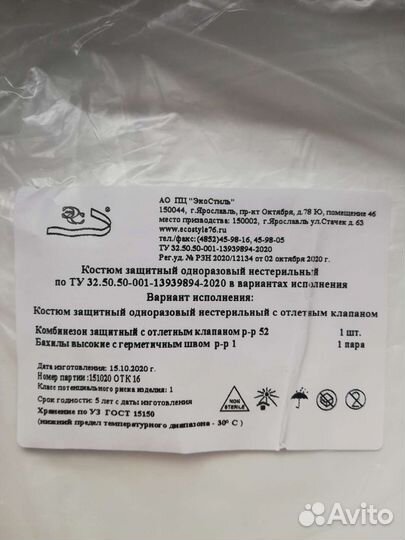 АО ПЦ "ЭкоСтиль"
150044, г.Ярославль, пр-кт Октября, д.78 Ю, помещение 46
место призводства: 150002, г.Ярославль ул.Стачек д. 63
www.ecostyle76.ru
тел./факс:(4852)45-98-16, 45-98-05
ТУ 32.50.50-001-13939894-2020
Рег.уд. № РЗН 2020/12134 от 02 октября 2020 г.
Костюм защитный одноразовый нестерильный
по ТУ 32.50.50-001-13939894-2020 в вариантах исполнения
Вариант исполнения:
Костюм защитный одноразовый нестерильный с отлетным клапаном
Комбинезон защитный с отлетным клапаном р-р 52 1 шт.
Бахилы высокие с герметичным швом р-р 1 1 пара
Дата изготовления: 15.10.2020 г.
Номер партии :151020 ОТК 16
Класс потенциального риска изделия: 1
Срок годности: 5 лет с даты изготовления
Хранение по У3 ГОСТ 15150
(нижний предел температурного диапазона - 30° С )
NON
STERILE
2
Avito